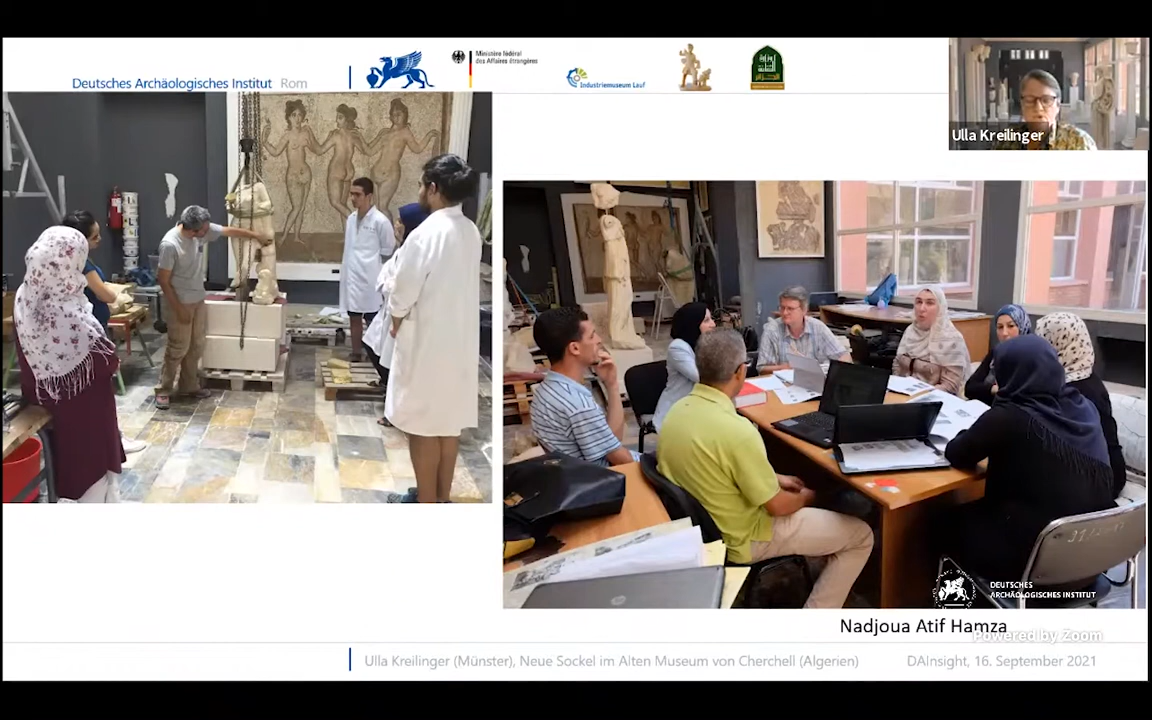 Deutsches Archäologisches Institut Rom
Ministère fédéral
des Affaires étrangères
Industriemuseum Lauf
Ulla Kreilinger
DEUTSCHES
ARCHÄOLOGISCHES INSTITUT
Nadjoua Atif Hamza
Powered by Zoom
Ulla Kreilinger (Münster), Neue Sockel im Alten Museum von Cherchell (Algerien)
DAInsight, 16. September 2021